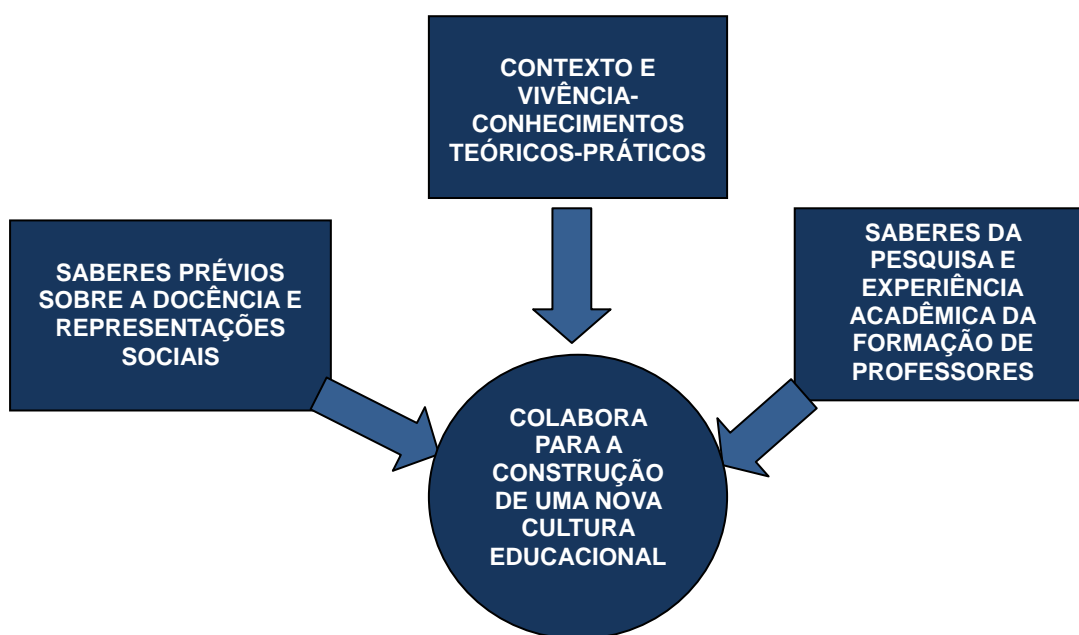 CONTEXTO E
VIVÊNCIA-
CONHECIMENTOS
TEÓRICOS-PRÁTICOS
SABERES PRÉVIOS
SOBRE A DOCÊNCIA E
REPRESENTAÇÕES
SOCIAIS
SABERES DA
PESQUISA E
EXPERIÊNCIA
ACADÊMICA DA
FORMAÇÃO DE
PROFESSORES
COLABORA
PARA A
CONSTRUÇÃO
DE UMA NOVA
CULTURA
EDUCACIONAL